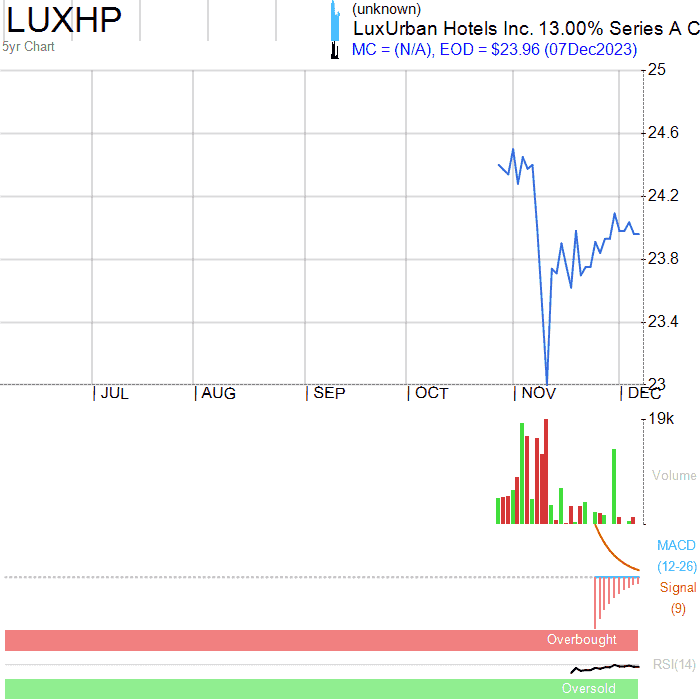 LUXHP
5yr Chart
(unknown)
LuxUrban Hotels Inc. 13.00% Series A C
MC = (N/A), EOD = $23.96 (07Dec2023)
25
24.6
24.2
23.8
23.4
23
| JUL | AUG | SEP | OCT | NOV | DEC
19k
Volume
MACD
(12-26)
Signal
(9)
Overbought
RSI(14)
Oversold